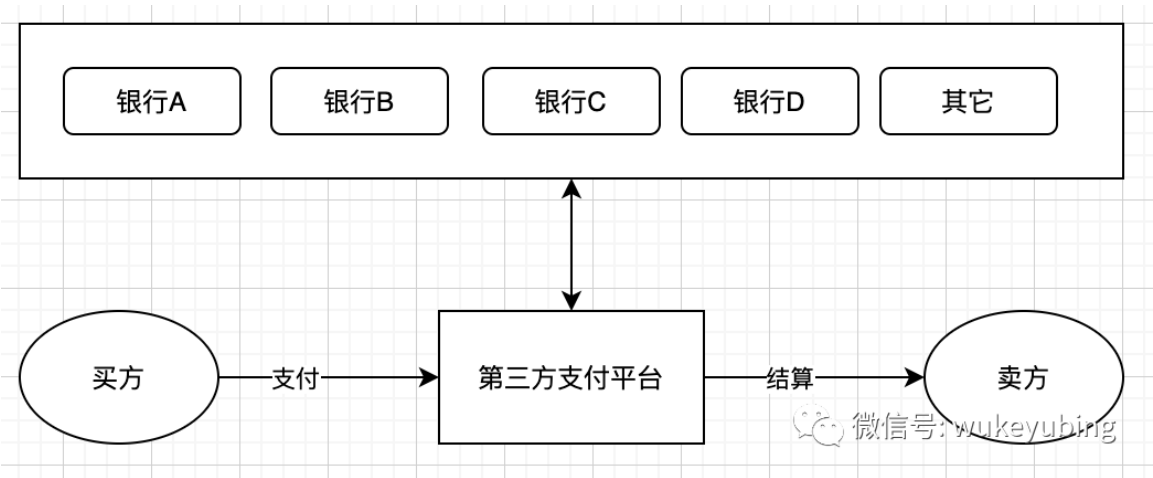 银行A
银行B
银行C
银行D
其它
买方
支付
第三方支付平台
结算
卖方
微信号: wukeyubing